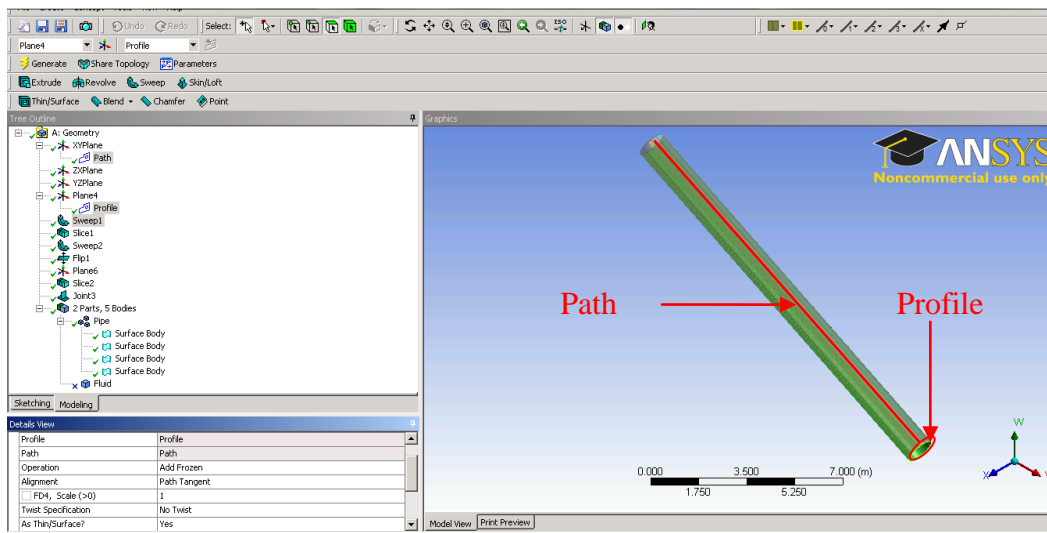 Undo Redo Select:
ISO
Plane4 Profile
Generate Share Topology Parameters
Extrude Revolve Sweep Skin/Loft
Thin/Surface Blend Chamfer Point
Tree Outline
Graphics
A: Geometry
XYPlane
Path
ZXPlane
YZPlane
Plane4
Profile
Sweep1
Slice1
Sweep2
Flip1
Plane6
Slice2
Joint3
2 Parts, 5 Bodies
Pipe
Surface Body
Surface Body
Surface Body
Surface Body
Fluid
Sketching Modeling
Details View
Profile Profile
Path Path
Operation Add Frozen
Alignment Path Tangent
FD4, Scale (>0) 1
Twist Specification No Twist
As Thin/Surface? Yes
ANSYS
Noncommercial use only
Path
Profile
0.000 3.500 7.000 (m)
1.750 5.250
W
Model View Print Preview